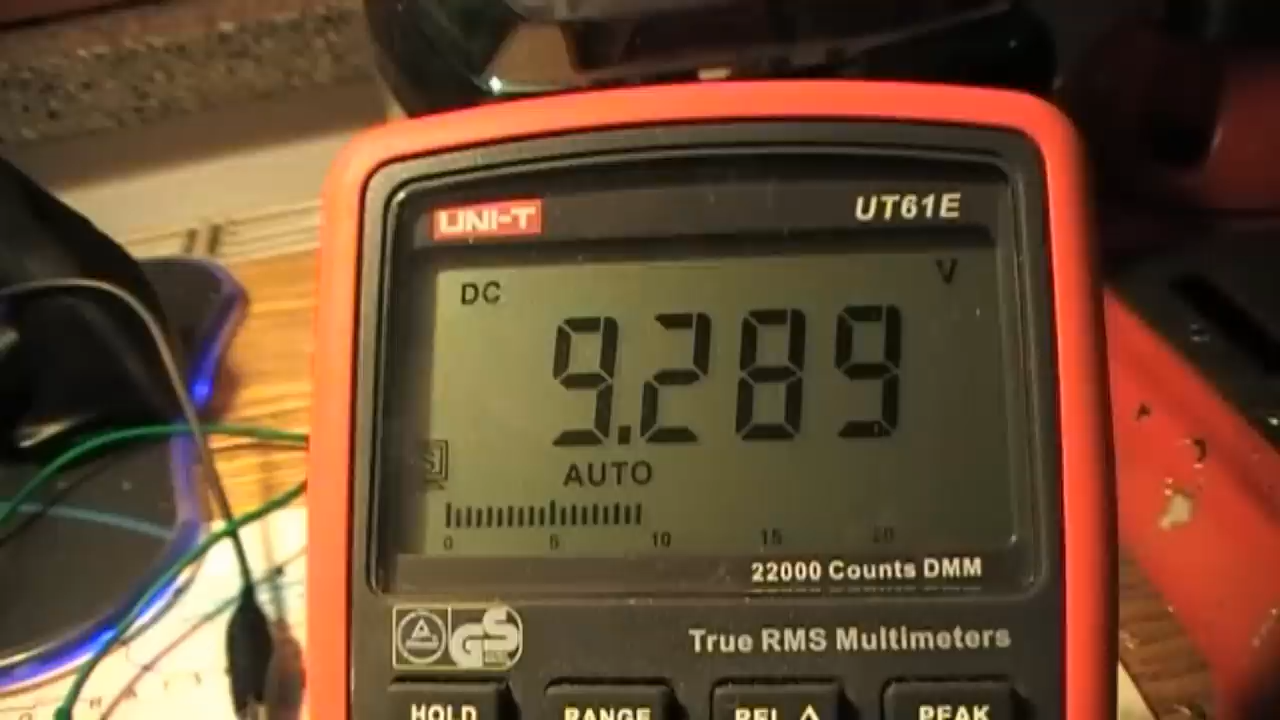 UNI-T UT61E
DC V
9.289
AUTO
0 5 10 15 20
22000 Counts DMM
GS
True RMS Multimeters
HOLD RANGE REL △ PEAK